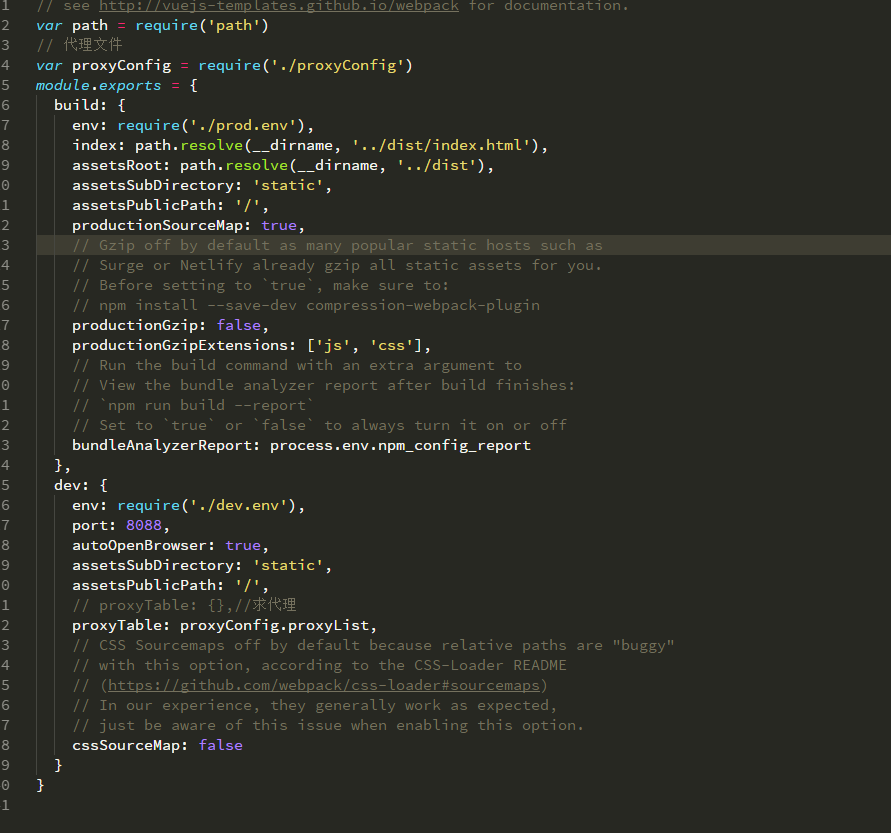 1 // see http://vuejs-templates.github.io/webpack for documentation.
2 var path = require('path')
3 // 代理文件
4 var proxyConfig = require('./proxyConfig')
5 module.exports = {
6   build: {
7     env: require('./prod.env'),
8     index: path.resolve(__dirname, '../dist/index.html'),
9     assetsRoot: path.resolve(__dirname, '../dist'),
0     assetsSubDirectory: 'static',
1     assetsPublicPath: '/',
2     productionSourceMap: true,
3     // Gzip off by default as many popular static hosts such as
4     // Surge or Netlify already gzip all static assets for you.
5     // Before setting to `true`, make sure to:
6     // npm install --save-dev compression-webpack-plugin
7     productionGzip: false,
8     productionGzipExtensions: ['js', 'css'],
9     // Run the build command with an extra argument to
0     // View the bundle analyzer report after build finishes:
1     // `npm run build --report`
2     // Set to `true` or `false` to always turn it on or off
3     bundleAnalyzerReport: process.env.npm_config_report
4   },
5   dev: {
6     env: require('./dev.env'),
7     port: 8088,
8     autoOpenBrowser: true,
9     assetsSubDirectory: 'static',
0     assetsPublicPath: '/',
1     // proxyTable: {},//求代理
2     proxyTable: proxyConfig.proxyList,
3     // CSS Sourcemaps off by default because relative paths are "buggy"
4     // with this option, according to the CSS-Loader README
5     // (https://github.com/webpack/css-loader#sourcemaps)
6     // In our experience, they generally work as expected,
7     // just be aware of this issue when enabling this option.
8     cssSourceMap: false
9   }
0 }
1